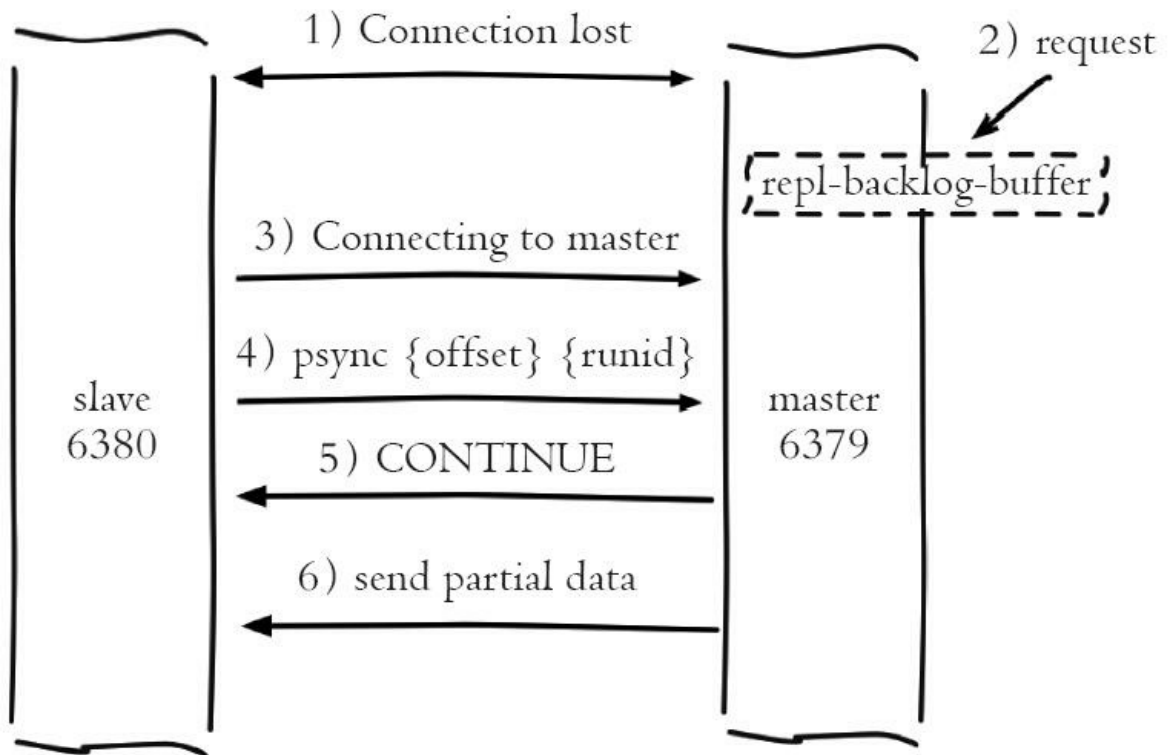 1) Connection lost
2) request
repl-backlog-buffer
3) Connecting to master
4) psync {offset} {runid}
slave
6380
master
6379
5) CONTINUE
6) send partial data